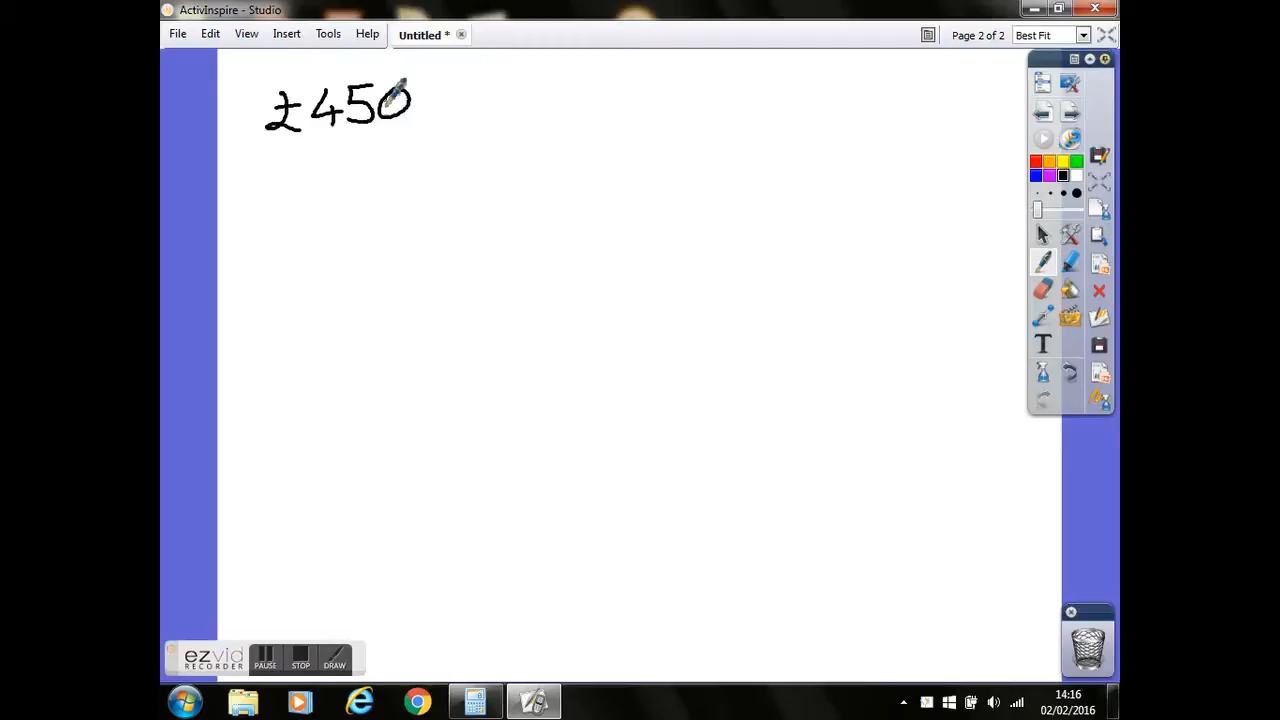 ActivInspire - Studio
File Edit View Insert Tools Help Untitled * Page 2 of 2 Best Fit
£450
T
ezvid
RECORDER
PAUSE STOP DRAW
14:16
02/02/2016